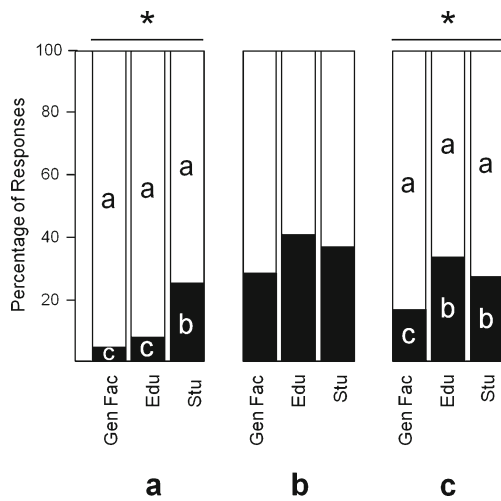 * *
100
80
60
40
20
Percentage of Responses
a a a
c c b
a a a
c b b
Gen Fac Edu Stu Gen Fac Edu Stu Gen Fac Edu Stu
a b c